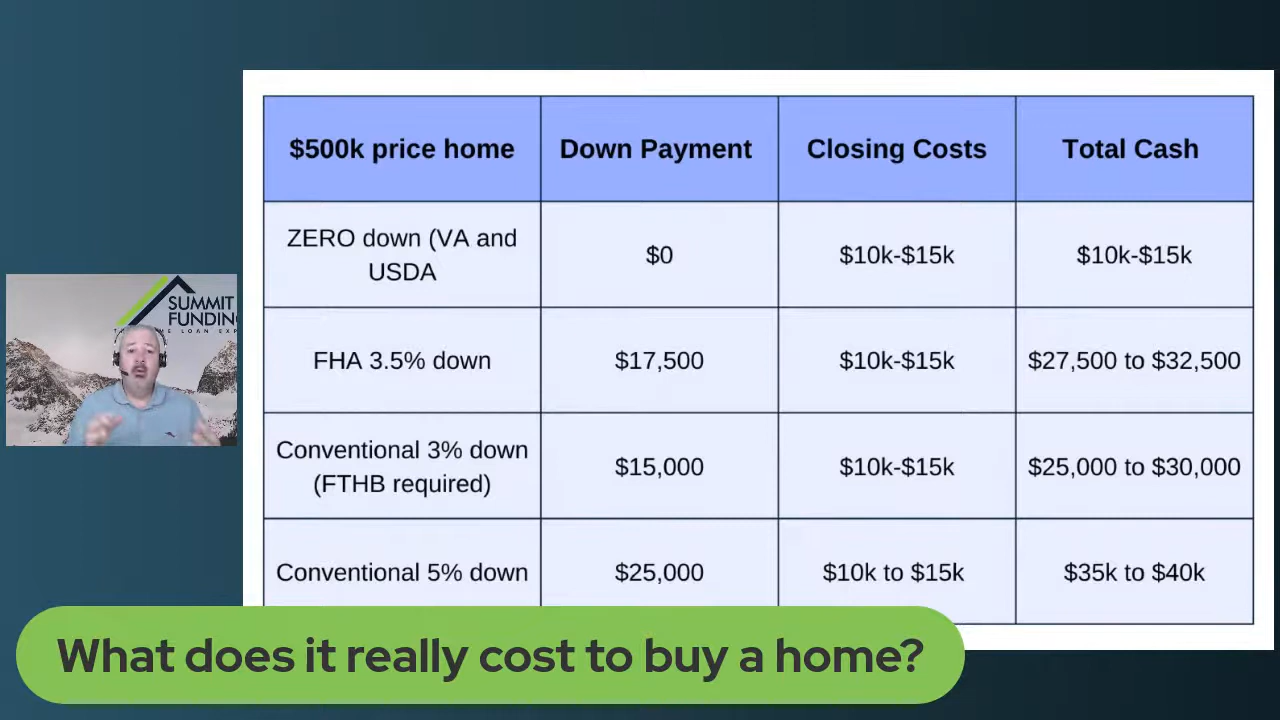 $500k price home
Down Payment
Closing Costs
Total Cash
ZERO down (VA and
USDA
$0
$10k-$15k
$10k-$15k
FHA 3.5% down
$17,500
$10k-$15k
$27,500 to $32,500
Conventional 3% down
(FTHB required)
$15,000
$10k-$15k
$25,000 to $30,000
Conventional 5% down
$25,000
$10k to $15k
$35k to $40k
SUMMIT
FUNDIN
LOAN EXP
What does it really cost to buy a home?